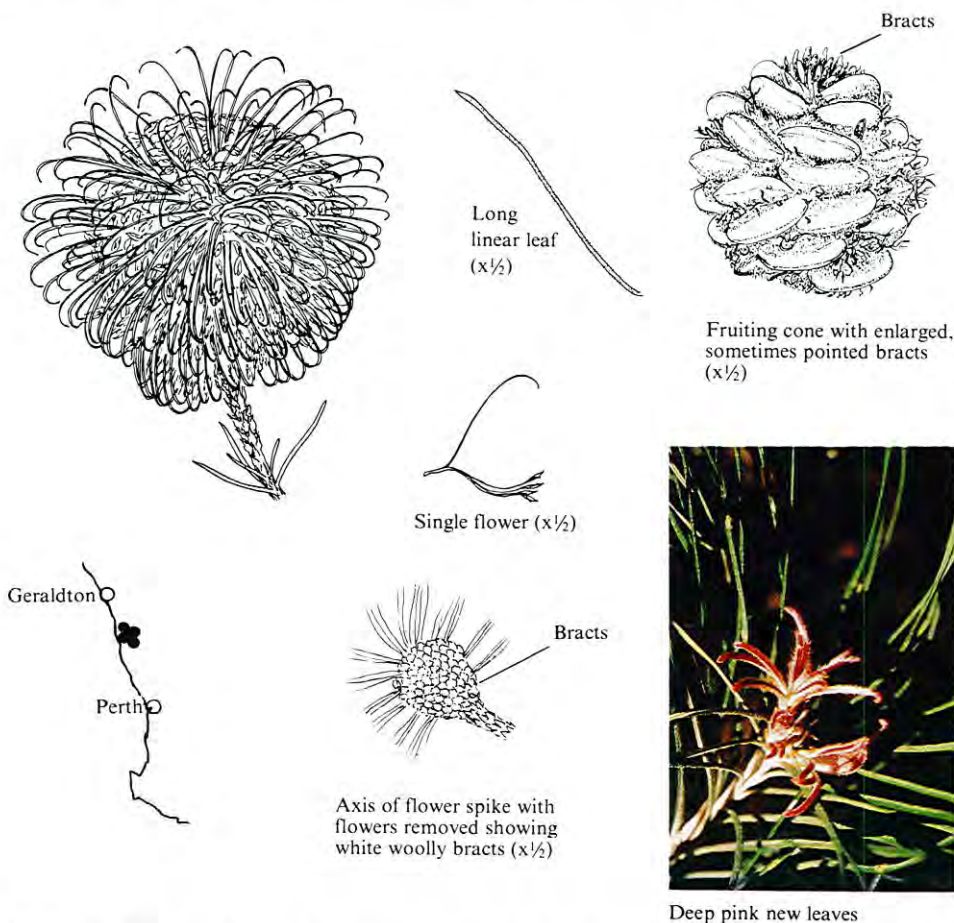 Bracts
Long
linear leaf
(x½)
Fruiting cone with enlarged,
sometimes pointed bracts
(x½)
Single flower (x½)
Geraldton
Perth
Bracts
Axis of flower spike with
flowers removed showing
white woolly bracts (x½)
Deep pink new leaves